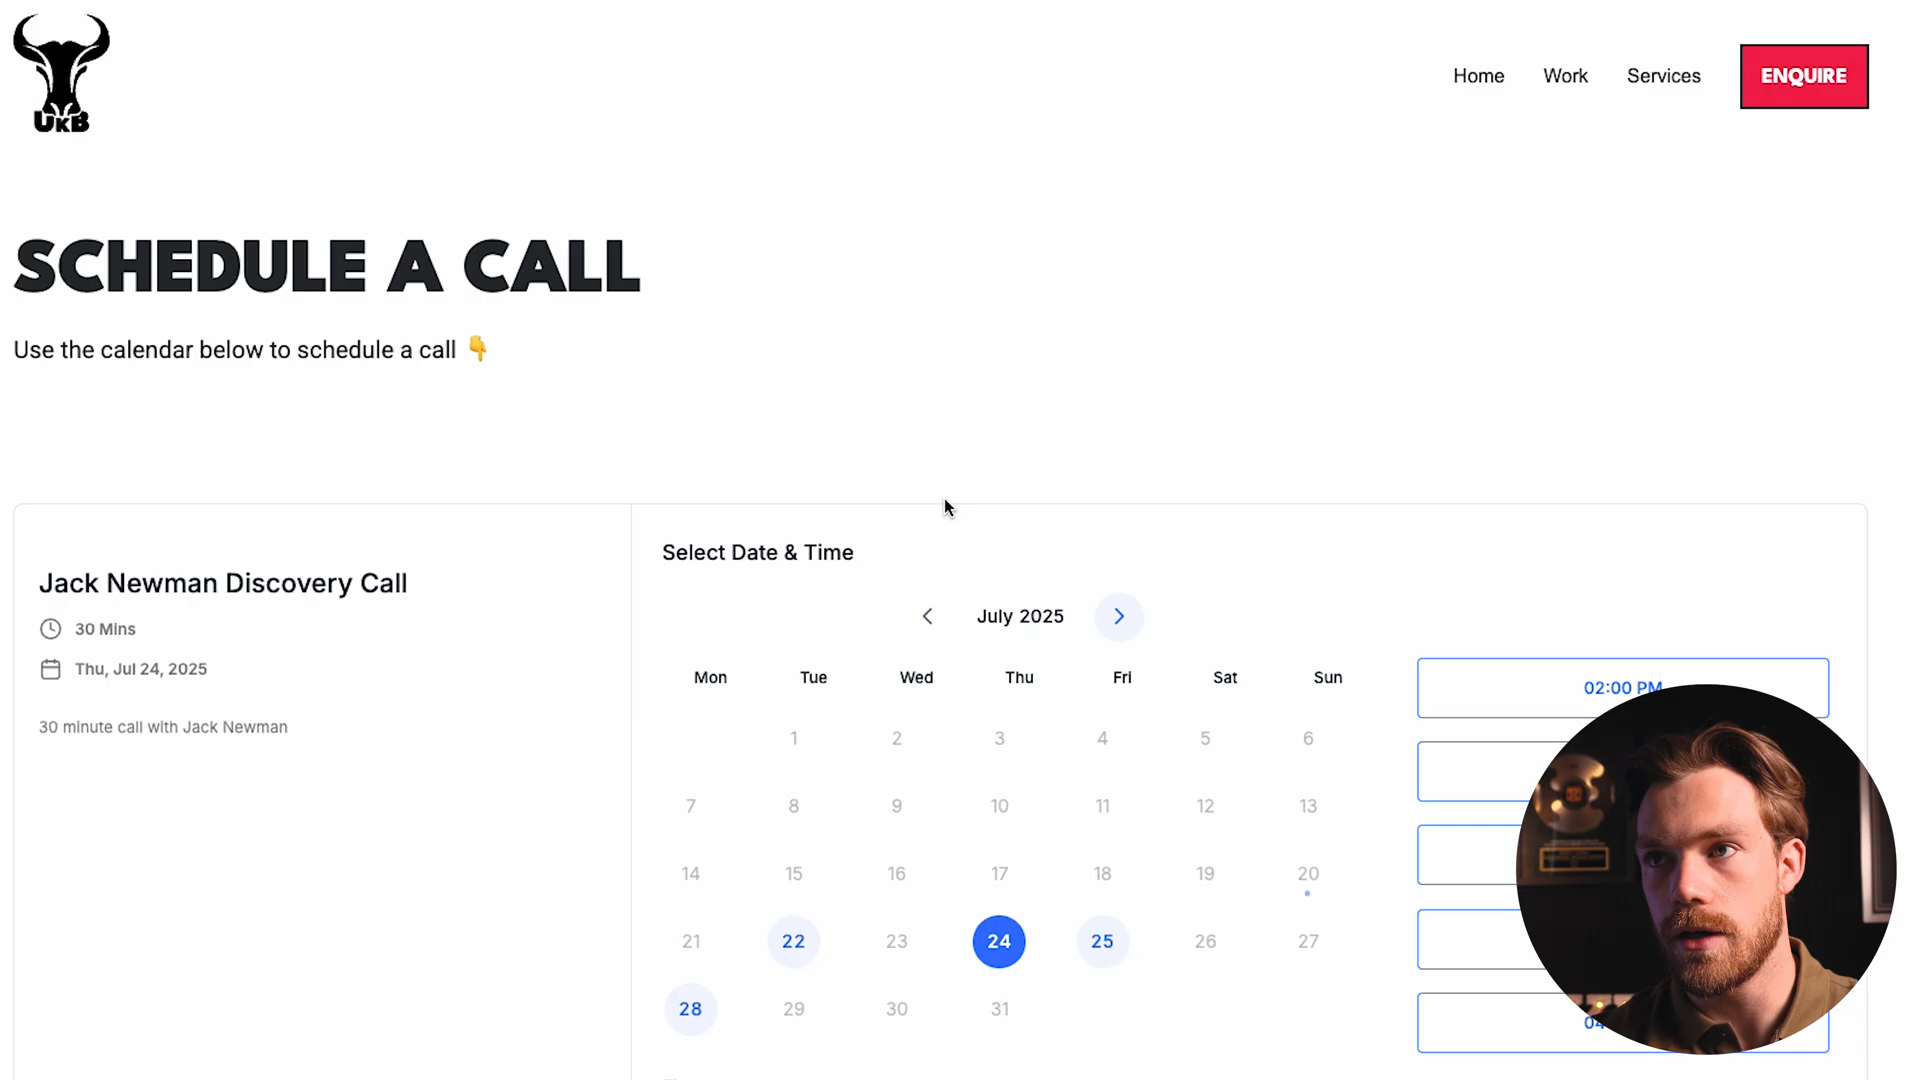 UKB
Home Work Services ENQUIRE
SCHEDULE A CALL
Use the calendar below to schedule a call 👇
Jack Newman Discovery Call
30 Mins
Thu, Jul 24, 2025
30 minute call with Jack Newman
Select Date & Time
July 2025
Mon Tue Wed Thu Fri Sat Sun
1 2 3 4 5 6
7 8 9 10 11 12 13
14 15 16 17 18 19 20
21 22 23 24 25 26 27
28 29 30 31
02:00 PM